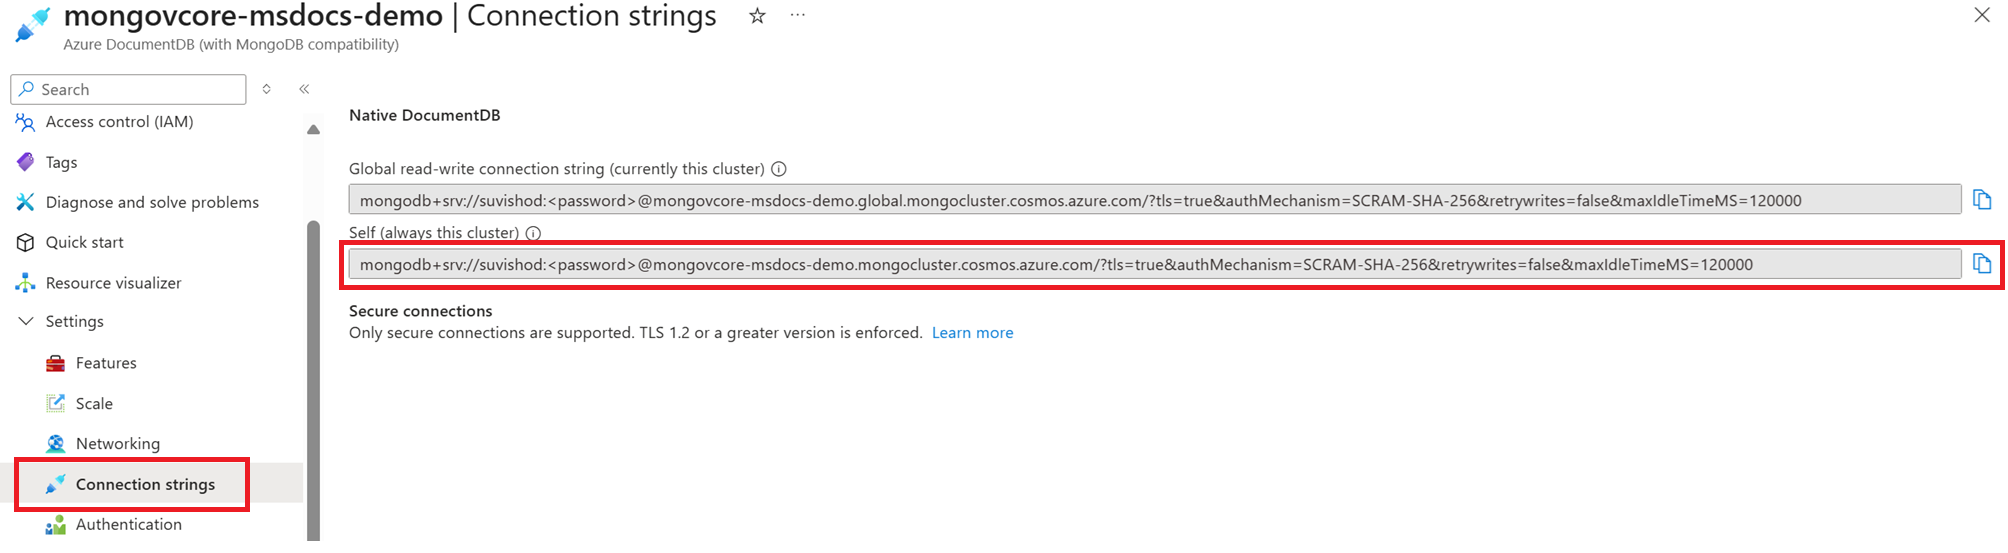 mongovcore-msdocs-demo | Connection strings
Azure DocumentDB (with MongoDB compatibility)
Search
Access control (IAM)
Tags
Diagnose and solve problems
Quick start
Resource visualizer
Settings
Features
Scale
Networking
Connection strings
Authentication
Native DocumentDB
Global read-write connection string (currently this cluster)
mongodb+srv://suvishod:<password>@mongovcore-msdocs-demo.global.mongocluster.cosmos.azure.com/?tls=true&authMechanism=SCRAM-SHA-256&retrywrites=false&maxIdleTimeMS=120000
Self (always this cluster)
mongodb+srv://suvishod:<password>@mongovcore-msdocs-demo.mongocluster.cosmos.azure.com/?tls=true&authMechanism=SCRAM-SHA-256&retrywrites=false&maxIdleTimeMS=120000
Secure connections
Only secure connections are supported. TLS 1.2 or a greater version is enforced. Learn more